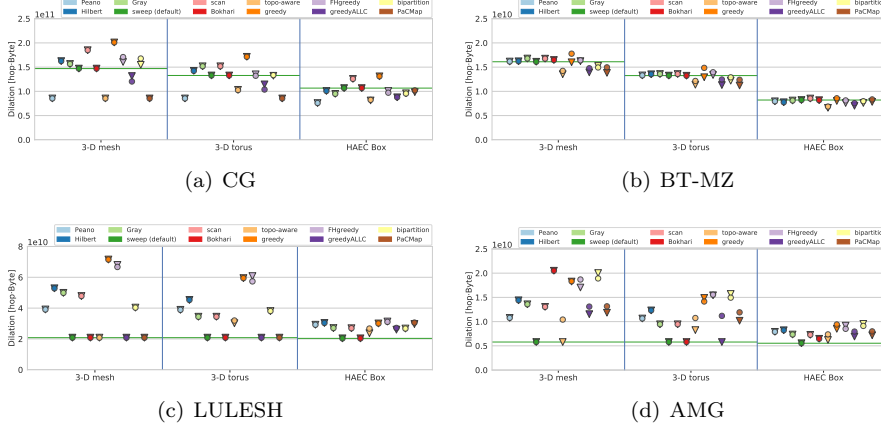 1e11
Peano Gray scan topo-aware FHgreedy bipartition
Hilbert sweep (default) Bokhari greedy greedyALLC PaCMap
Dilation [hop-Byte]
2.5
2.0
1.5
1.0
0.5
0.0
3-D mesh 3-D torus HAEC Box
(a) CG
1e10
Peano Gray scan topo-aware FHgreedy bipartition
Hilbert sweep (default) Bokhari greedy greedyALLC PaCMap
Dilation [hop-Byte]
2.5
2.0
1.5
1.0
0.5
0.0
3-D mesh 3-D torus HAEC Box
(b) BT-MZ
1e10
Peano Gray scan topo-aware FHgreedy bipartition
Hilbert sweep (default) Bokhari greedy greedyALLC PaCMap
Dilation [hop-Byte]
8
6
4
2
0
3-D mesh 3-D torus HAEC Box
(c) LULESH
1e10
Peano Gray scan topo-aware FHgreedy bipartition
Hilbert sweep (default) Bokhari greedy greedyALLC PaCMap
Dilation [hop-Byte]
2.5
2.0
1.5
1.0
0.5
0.0
3-D mesh 3-D torus HAEC Box
(d) AMG